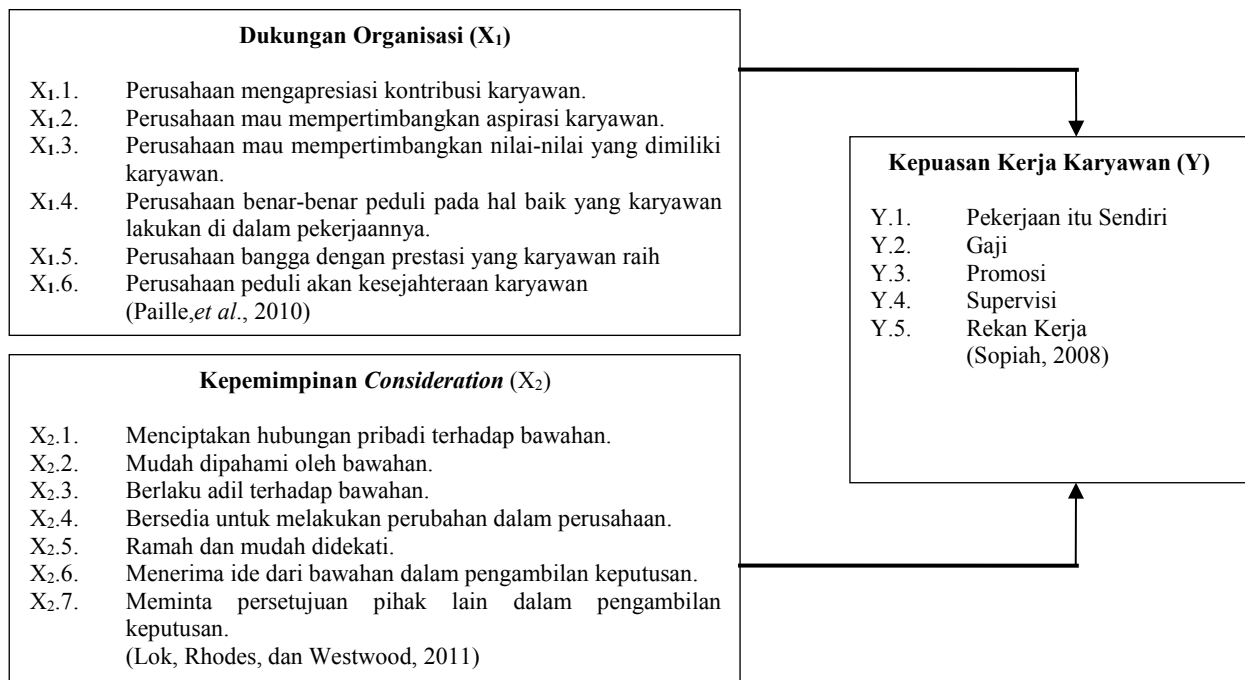 Dukungan Organisasi (X₁)
X₁.1. Perusahaan mengapresiasi kontribusi karyawan.
X₁.2. Perusahaan mau mempertimbangkan aspirasi karyawan.
X₁.3. Perusahaan mau mempertimbangkan nilai-nilai yang dimiliki
karyawan.
X₁.4. Perusahaan benar-benar peduli pada hal baik yang karyawan
lakukan di dalam pekerjaannya.
X₁.5. Perusahaan bangga dengan prestasi yang karyawan raih
X₁.6. Perusahaan peduli akan kesejahteraan karyawan
(Paille,et al., 2010)
Kepemimpinan Consideration (X₂)
X₂.1. Menciptakan hubungan pribadi terhadap bawahan.
X₂.2. Mudah dipahami oleh bawahan.
X₂.3. Berlaku adil terhadap bawahan.
X₂.4. Bersedia untuk melakukan perubahan dalam perusahaan.
X₂.5. Ramah dan mudah didekati.
X₂.6. Menerima ide dari bawahan dalam pengambilan keputusan.
X₂.7. Meminta persetujuan pihak lain dalam pengambilan
keputusan.
(Lok, Rhodes, dan Westwood, 2011)
Kepuasan Kerja Karyawan (Y)
Y.1. Pekerjaan itu Sendiri
Y.2. Gaji
Y.3. Promosi
Y.4. Supervisi
Y.5. Rekan Kerja
(Sopiah, 2008)